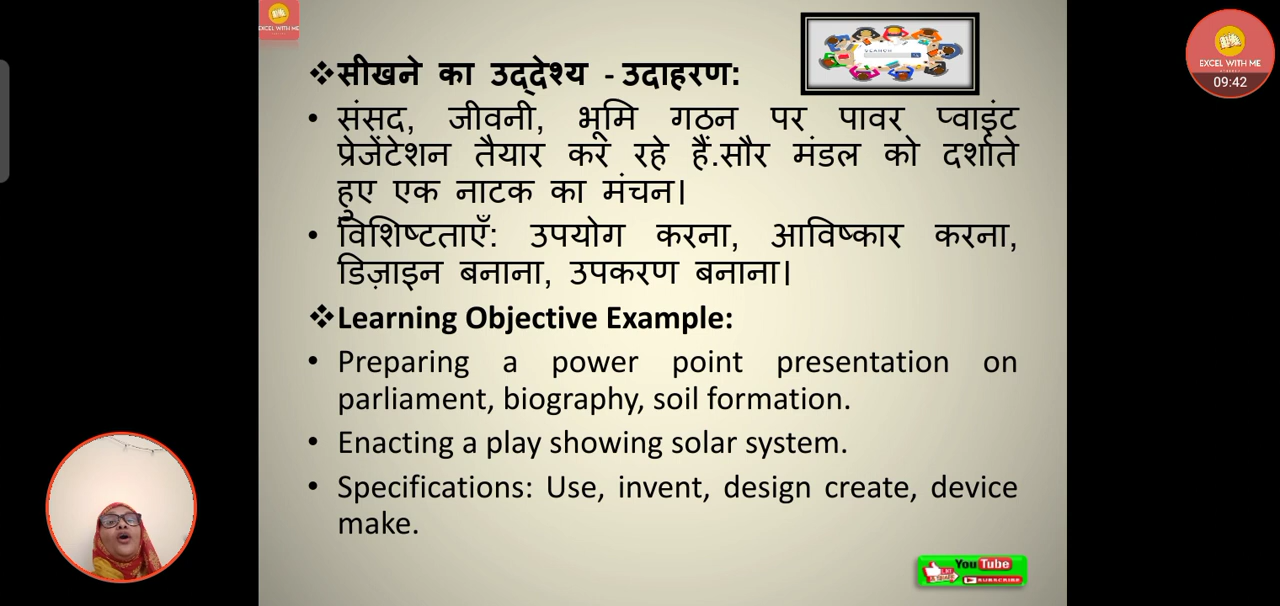 EXCEL WITH ME
SEARCH
EXCEL WITH ME
09:42
❖सीखने का उद्देश्य - उदाहरण:
• संसद, जीवनी, भूमि गठन पर पावर प्वाइंट
प्रेजेंटेशन तैयार कर रहे हैं.सौर मंडल को दर्शाते
हुए एक नाटक का मंचन।
• विशिष्टताएँ: उपयोग करना, आविष्कार करना,
डिज़ाइन बनाना, उपकरण बनाना।
❖Learning Objective Example:
• Preparing a power point presentation on
parliament, biography, soil formation.
• Enacting a play showing solar system.
• Specifications: Use, invent, design create, device
make.
YouTube
SUBSCRIBE